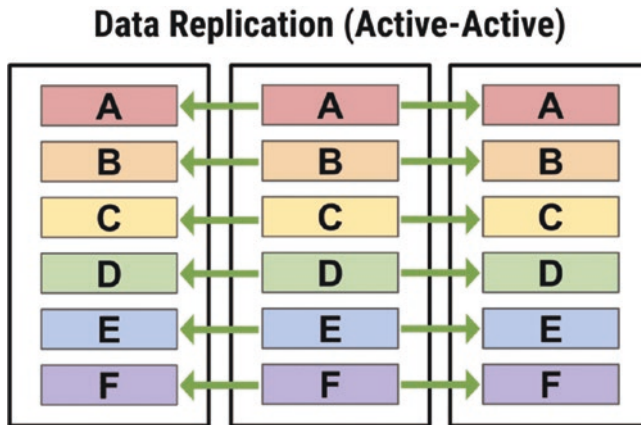 Data Replication (Active-Active)
A A A
B B B
C C C
D D D
E E E
F F F